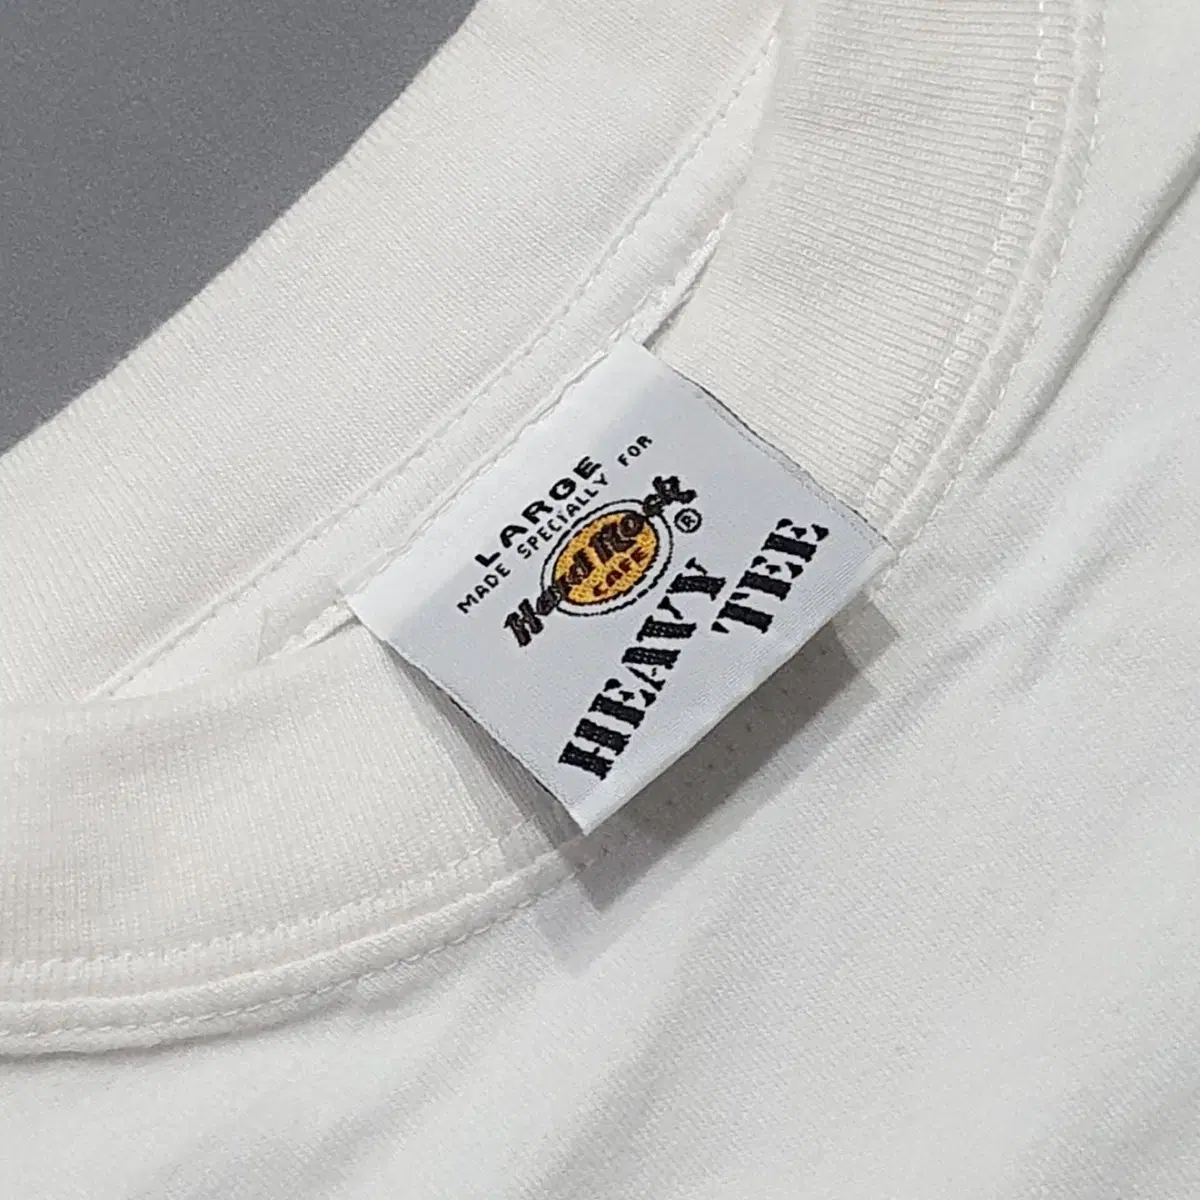 LARGE
MADE SPECIALLY FOR
Hard Rock ®
CAFE
HEAVY
TEE